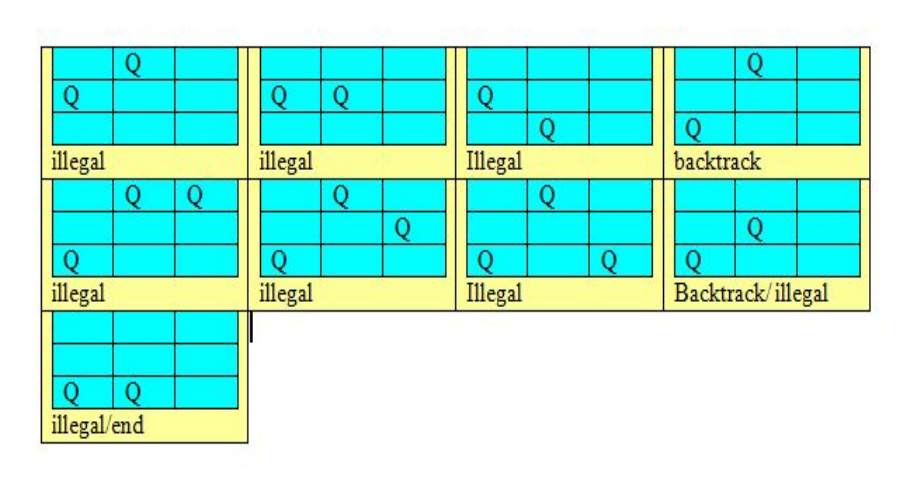 Q Q Q
Q Q Q Q
Q Q
illegal illegal Illegal backtrack
Q Q Q Q
Q Q
Q Q Q Q Q
illegal illegal Illegal Backtrack/illegal
Q Q
illegal/end